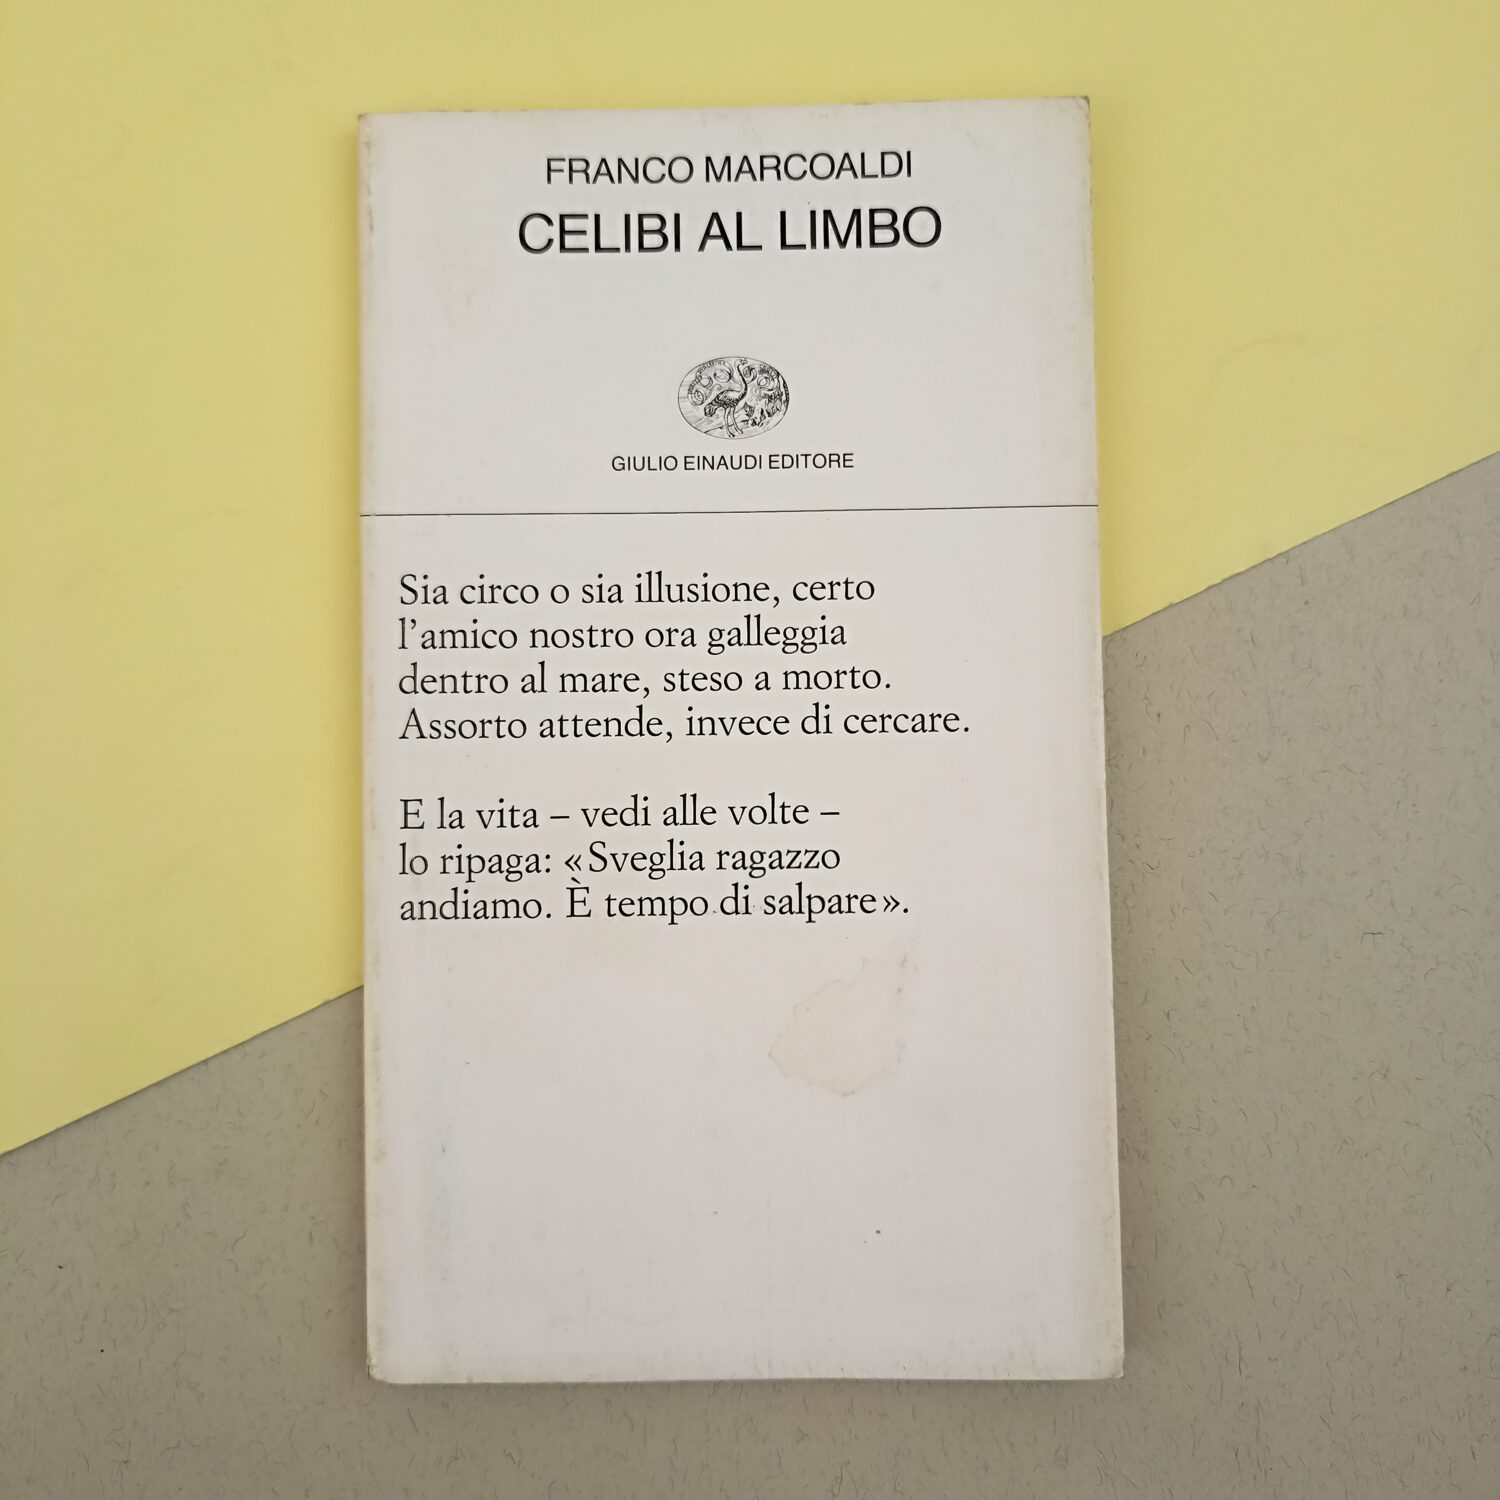 FRANCO MARCOALDI
CELIBI AL LIMBO
GIULIO EINAUDI EDITORE
Sia circo o sia illusione, certo
l'amico nostro ora galleggia
dentro al mare, steso a morto.
Assorto attende, invece di cercare.
E la vita – vedi alle volte –
lo ripaga: «Sveglia ragazzo
andiamo. È tempo di salpare».